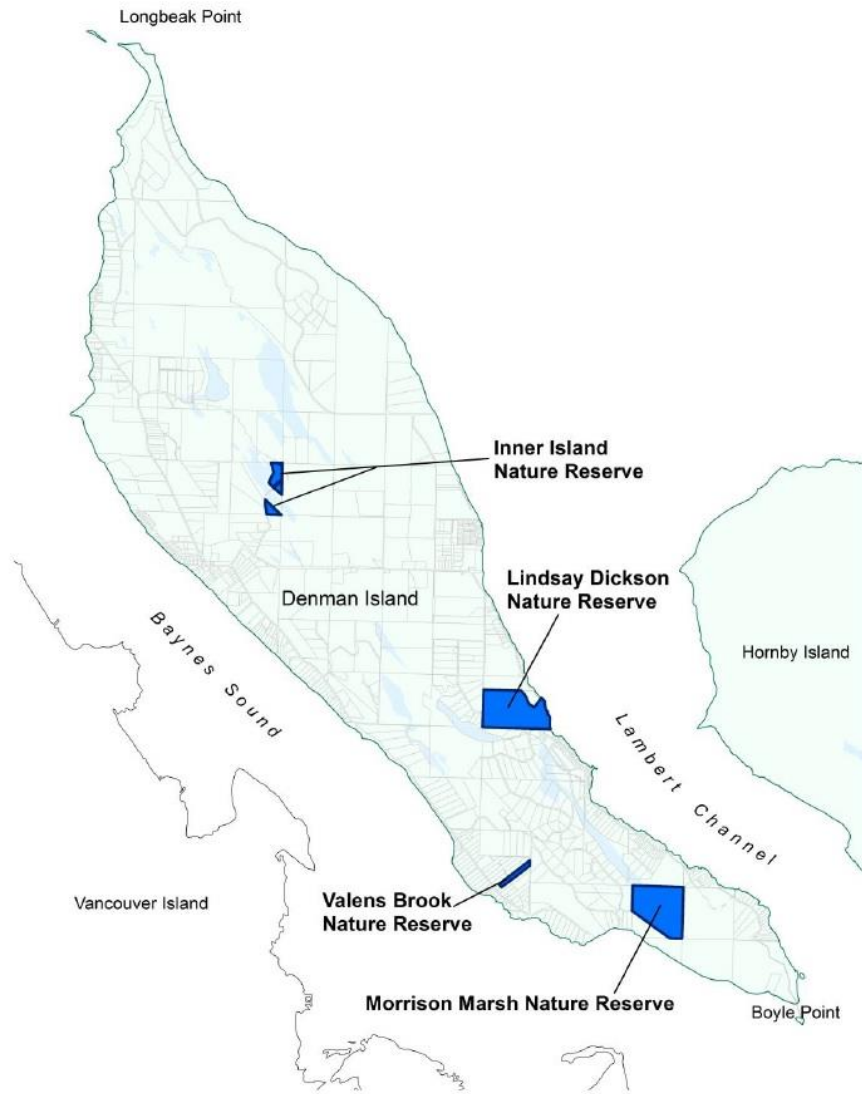 Longbeak Point
Inner Island
Nature Reserve
Lindsay Dickson
Nature Reserve
Denman Island
Baynes Sound
Hornby Island
Lambert Channel
Valens Brook
Nature Reserve
Vancouver Island
Morrison Marsh Nature Reserve
Boyle Point